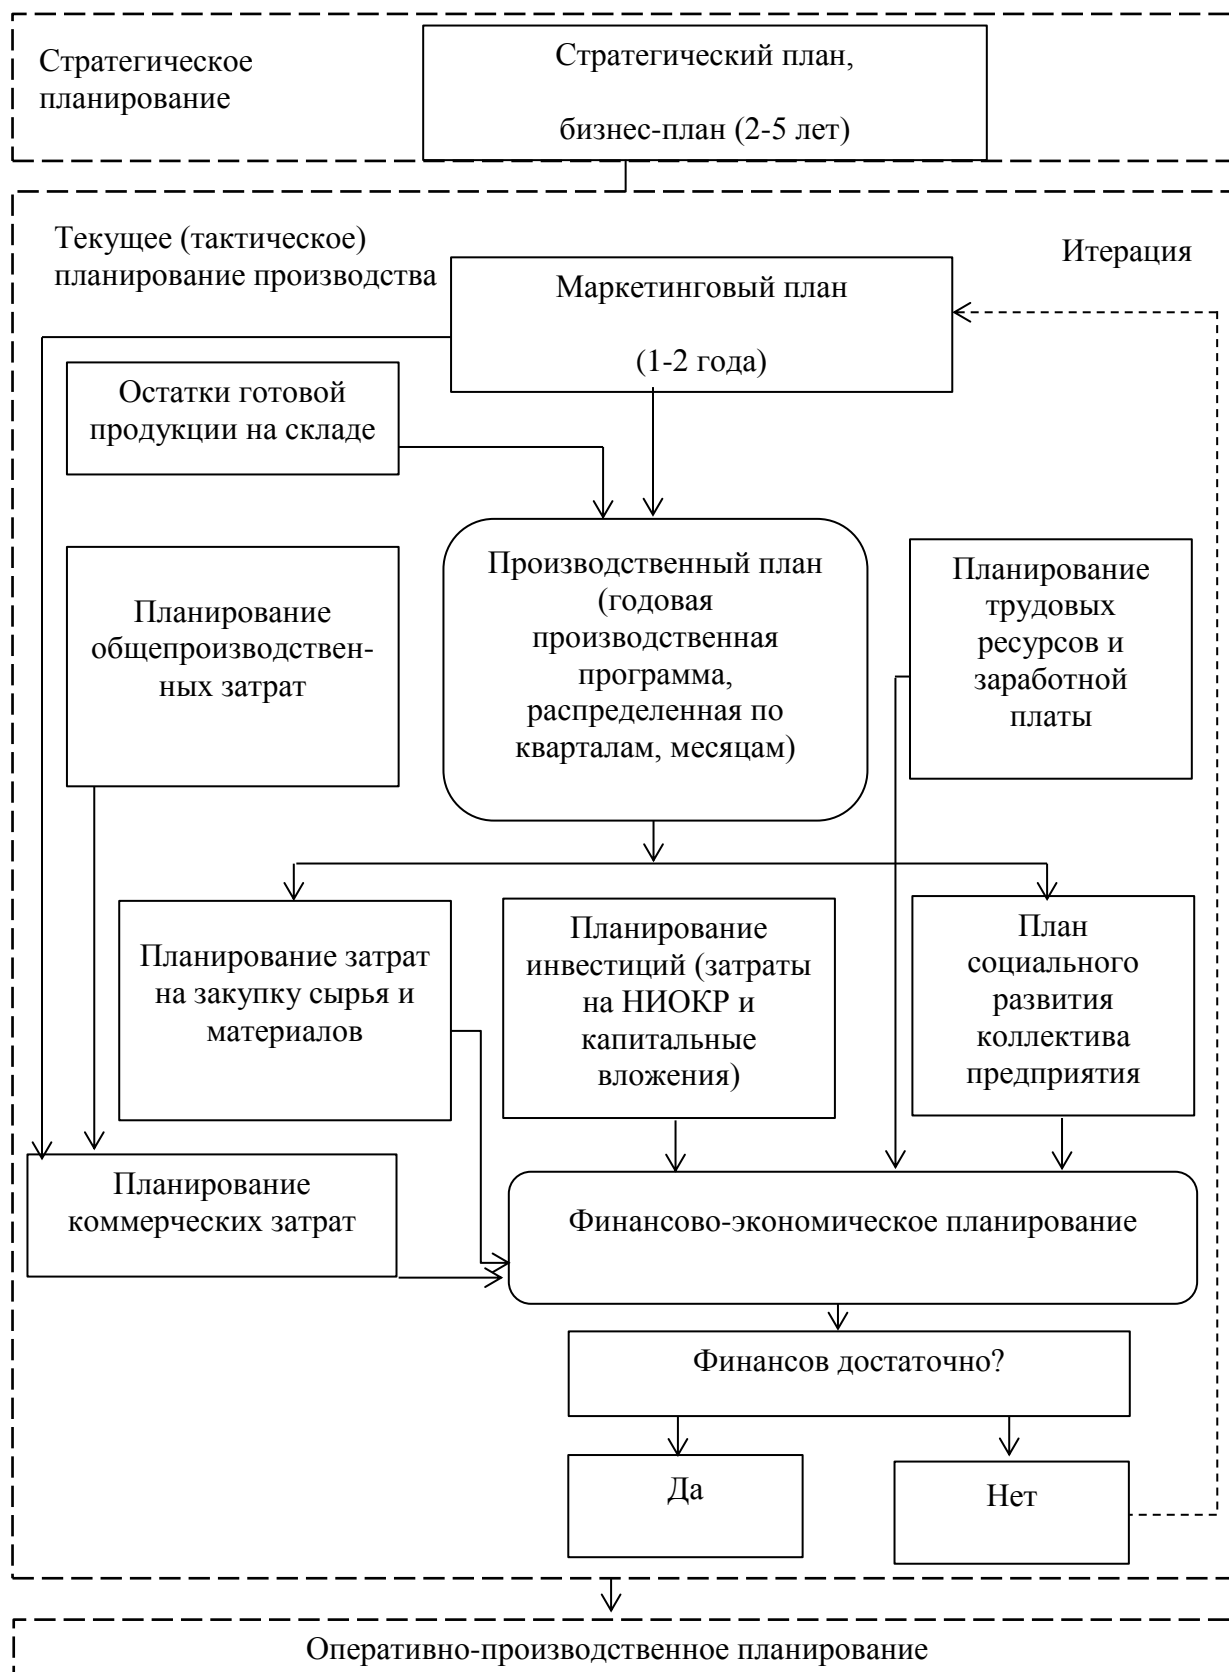 Стратегическое
планирование
Стратегический план,
бизнес-план (2-5 лет)
Текущее (тактическое)
планирование производства
Итерация
Маркетинговый план
(1-2 года)
Остатки готовой
продукции на складе
Планирование
общепроизводствен-
ных затрат
Производственный план
(годовая
производственная
программа,
распределенная по
кварталам, месяцам)
Планирование
трудовых
ресурсов и
заработной
платы
Планирование затрат
на закупку сырья и
материалов
Планирование
инвестиций (затраты
на НИОКР и
капитальные
вложения)
План
социального
развития
коллектива
предприятия
Планирование
коммерческих затрат
Финансово-экономическое планирование
Финансов достаточно?
Да
Нет
Оперативно-производственное планирование